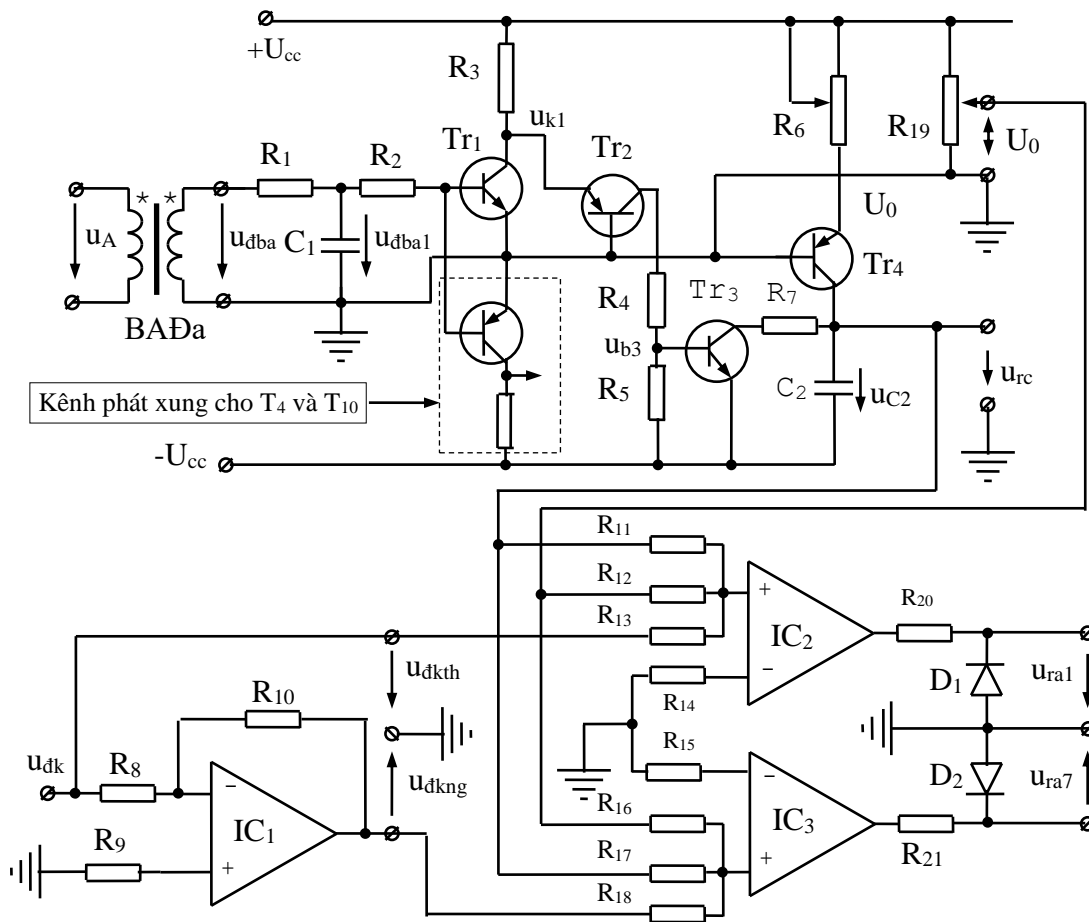 +Ucc
R3
uk1
Tr1
Tr2
R6
R19
U0
R1
R2
* *
uA
uđba
C1
uđba1
U0
Tr4
BAĐa
R4
Tr3
R7
ub3
R5
C2
uC2
urc
Kênh phát xung cho T4 và T10
-Ucc
R11
R12
R13
+
IC2
−
R20
uđkth
R14
D1
ura1
R10
R15
uđk
R8
uđkng
−
IC1
+
R9
R16
−
IC3
+
D2
ura7
R17
R21
R18